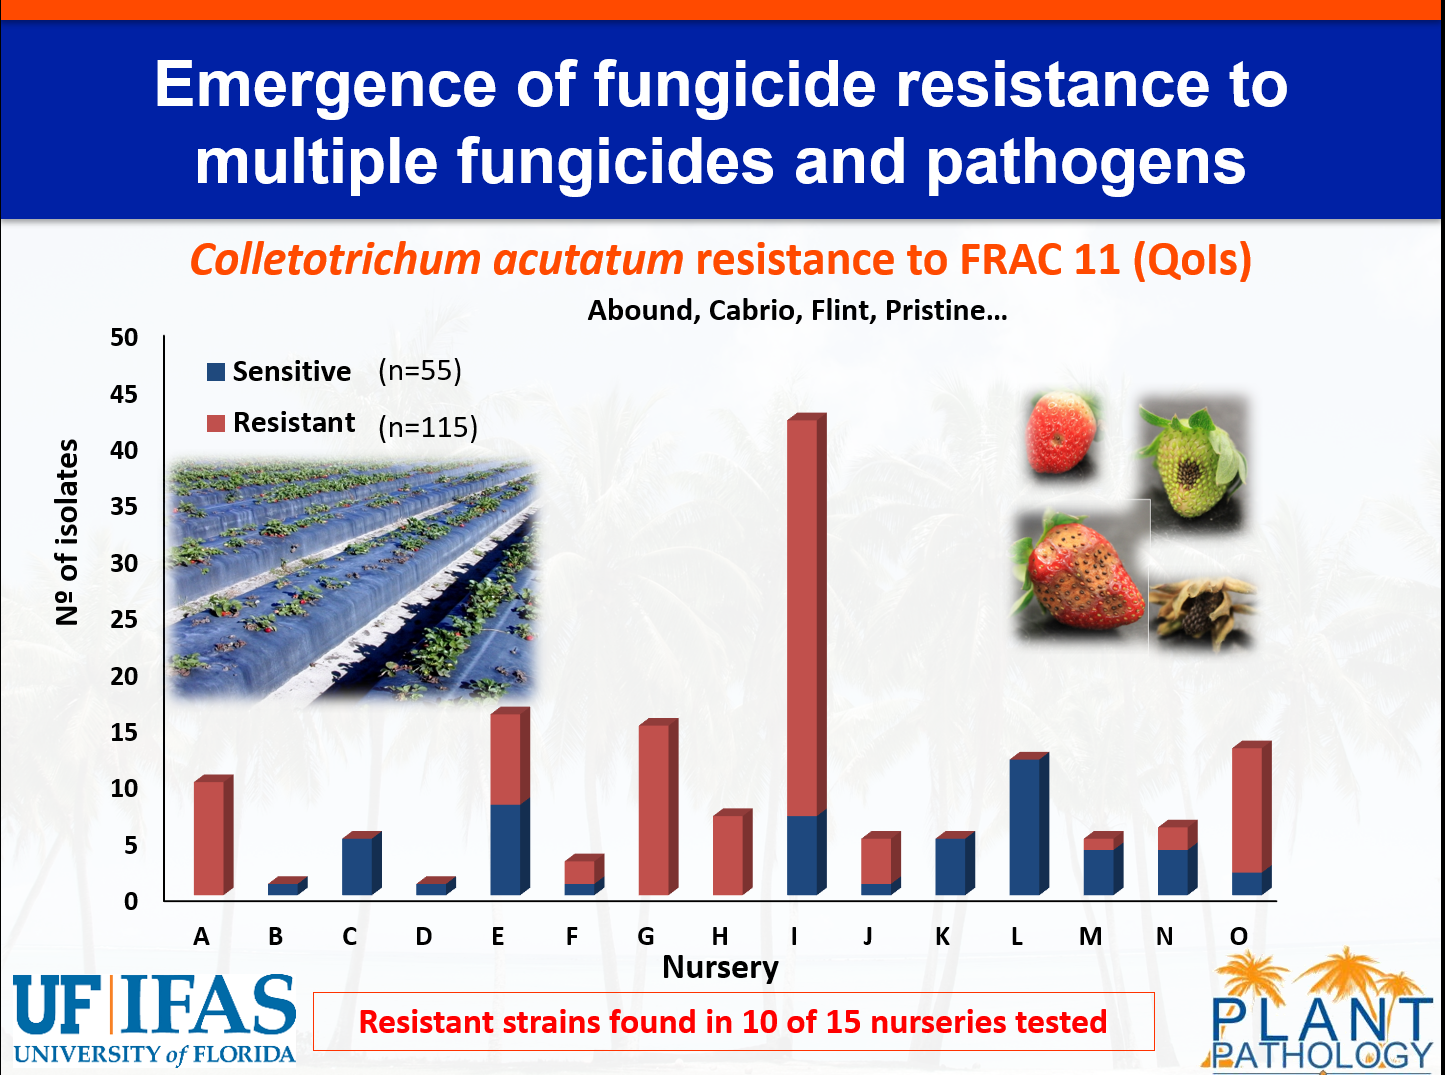 Emergence of fungicide resistance to
multiple fungicides and pathogens
Colletotrichum acutatum resistance to FRAC 11 (QoIs)
Abound, Cabrio, Flint, Pristine...
50
45
40
35
30
25
20
15
10
5
0
Nº of isolates
Sensitive (n=55)
Resistant (n=115)
A B C D E F G H I J K L M N O
Nursery
Resistant strains found in 10 of 15 nurseries tested
UF|IFAS
UNIVERSITY of FLORIDA
PLANT
PATHOLOGY